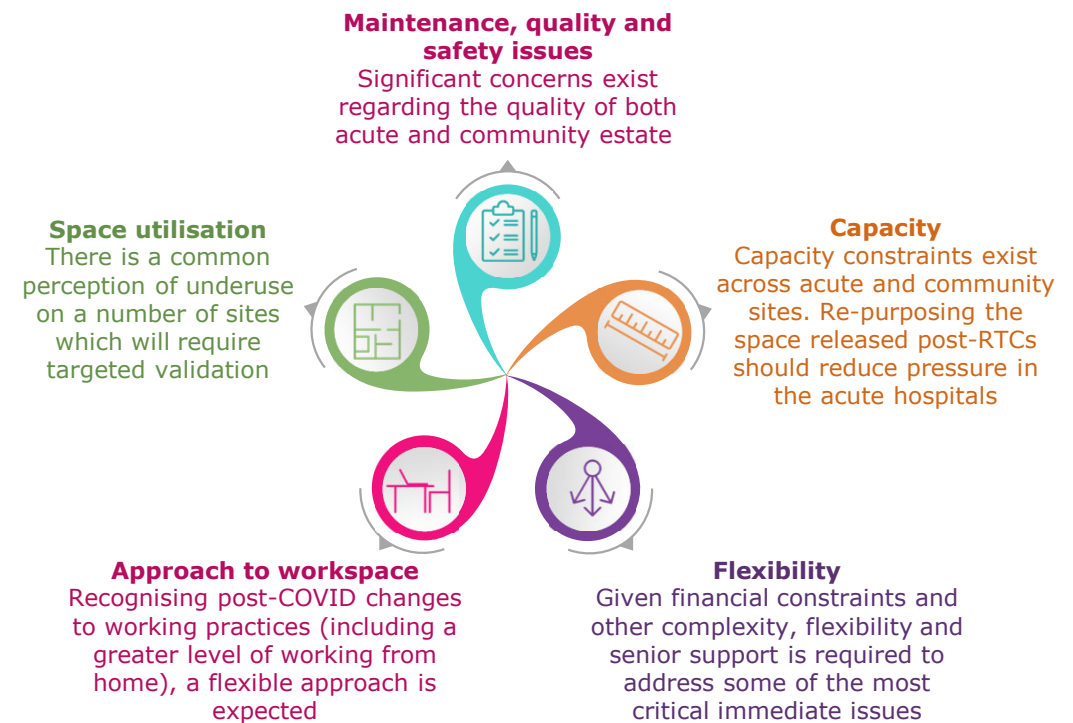 Maintenance, quality and
safety issues
Significant concerns exist
regarding the quality of both
acute and community estate
Space utilisation
There is a common
perception of underuse
on a number of sites
which will require
targeted validation
Capacity
Capacity constraints exist
across acute and community
sites. Re-purposing the
space released post-RTCs
should reduce pressure in
the acute hospitals
Approach to workspace
Recognising post-COVID changes
to working practices (including a
greater level of working from
home), a flexible approach is
expected
Flexibility
Given financial constraints and
other complexity, flexibility and
senior support is required to
address some of the most
critical immediate issues